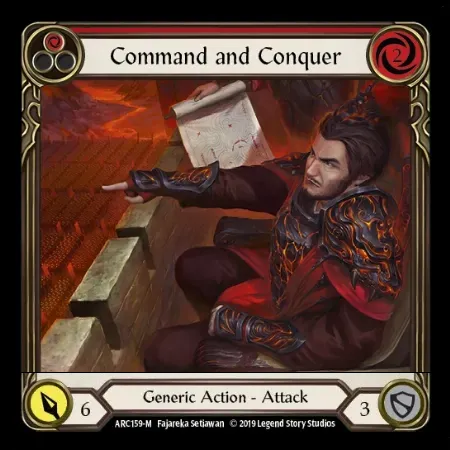 Command and Conquer
2
6
Generic Action - Attack
3
ARC159-M Fajareka Setiawan © 2019 Legend Story Studios